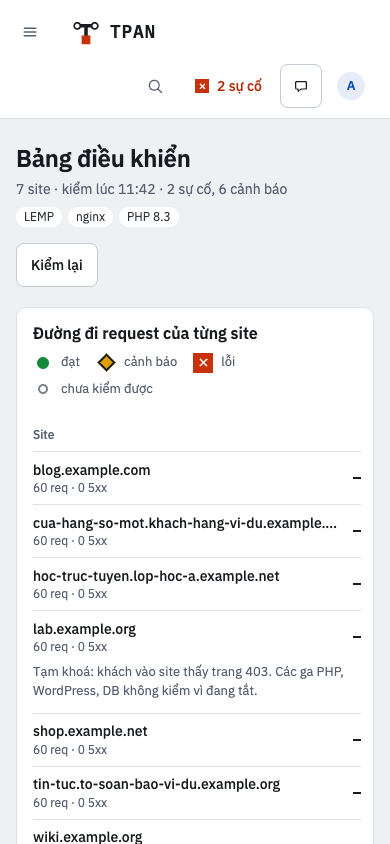 TPAN
2 sự cố
A
Bảng điều khiển
7 site · kiểm lúc 11:42 · 2 sự cố, 6 cảnh báo
LEMP nginx PHP 8.3
Kiểm lại
Đường đi request của từng site
đạt cảnh báo lỗi
chưa kiểm được
Site
blog.example.com
60 req · 0 5xx
cua-hang-so-mot.khach-hang-vi-du.example....
60 req · 0 5xx
hoc-truc-tuyen.lop-hoc-a.example.net
60 req · 0 5xx
lab.example.org
60 req · 0 5xx
Tạm khoá: khách vào site thấy trang 403. Các ga PHP,
WordPress, DB không kiểm vì đang tắt.
shop.example.net
60 req · 0 5xx
tin-tuc.to-soan-bao-vi-du.example.org
60 req · 0 5xx
wiki.example.org